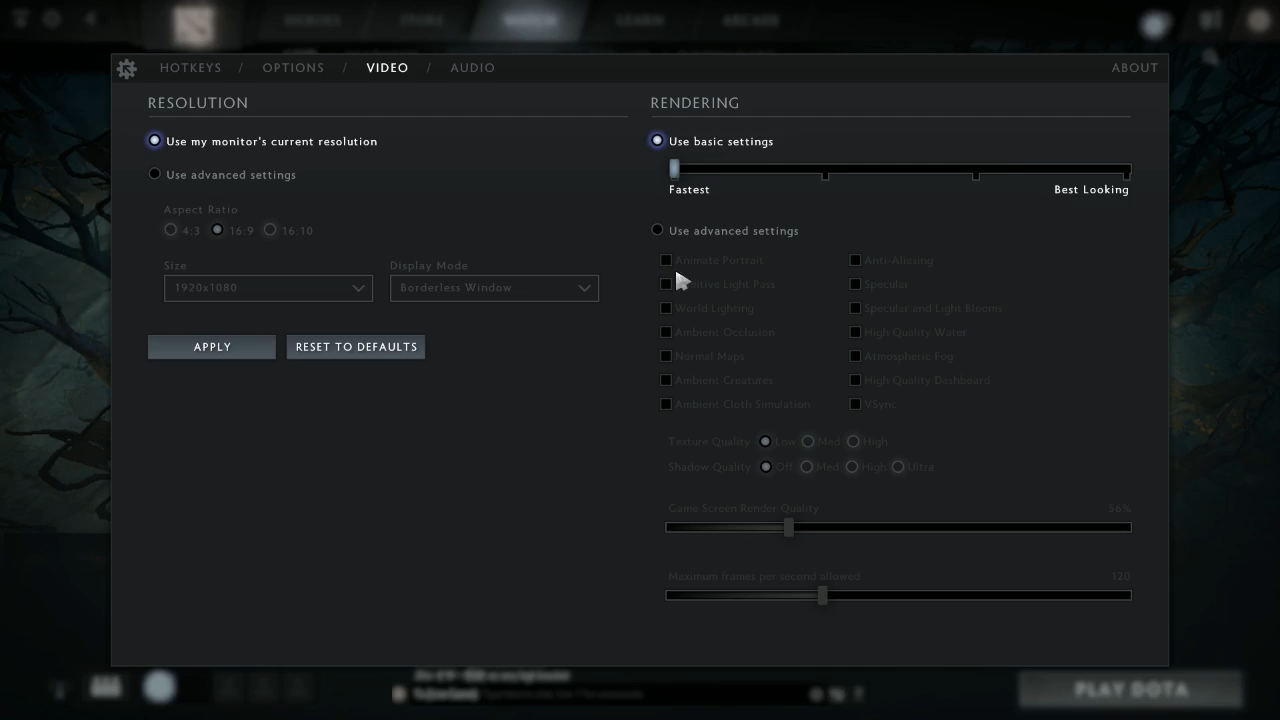 HOTKEYS / OPTIONS / VIDEO / AUDIO ABOUT
RESOLUTION
Use my monitor's current resolution
Use advanced settings
Aspect Ratio
4:3 16:9 16:10
Size Display Mode
1920x1080 Borderless Window
APPLY RESET TO DEFAULTS
RENDERING
Use basic settings
Fastest Best Looking
Use advanced settings
Animate Portrait Anti-Aliasing
Light Pass Specular
World Lighting Specular and Light Blooms
Ambient Occlusion High Quality Water
Normal Maps Atmospheric Fog
Ambient Creatures High Quality Dashboard
Ambient Cloth Simulation VSync
Texture Quality Low Med High
Shadow Quality Off Med High Ultra
Game Screen Render Quality 56%
Maximum frames per second allowed 120
PLAY DOTA